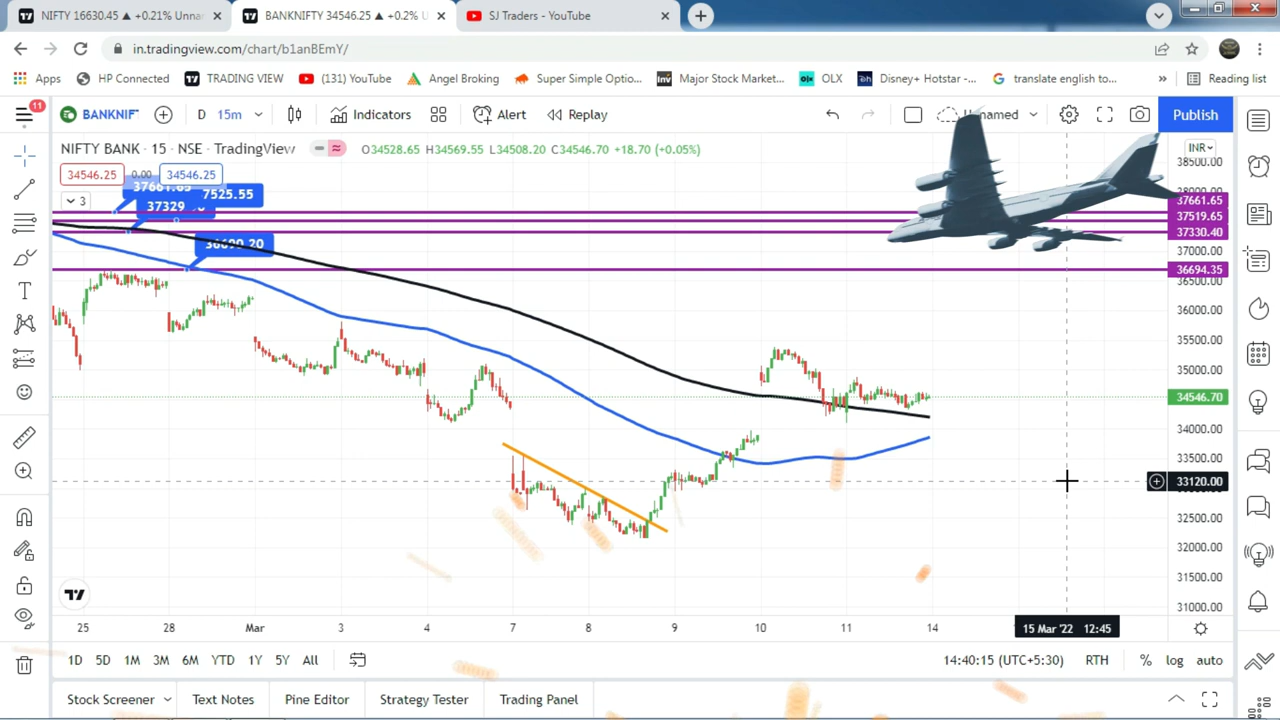 NIFTY 16630.45 ▲ +0.21% Unna
BANKNIFTY 34546.25 ▲ +0.2% U
SJ Traders - YouTube
in.tradingview.com/chart/b1anBEmY/
Apps
HP Connected
TRADING VIEW
(131) YouTube
Angel Broking
Super Simple Optio...
Major Stock Market...
OLX
Disney+ Hotstar -...
translate english to...
»
Reading list
11
BANKNIF
D
15m
Indicators
Alert
Replay
nnamed
Publish
NIFTY BANK · 15 · NSE · TradingView
O34528.65 H34569.55 L34508.20 C34546.70 +18.70 (+0.05%)
INR
34546.25
0.00
34546.25
3
37661.65
7525.55
37329
36690.20
38500.00
38000.00
37661.65
37519.65
37330.40
37000.00
36694.35
36500.00
36000.00
35500.00
35000.00
34546.70
34000.00
33500.00
33120.00
32500.00
32000.00
31500.00
31000.00
25
28
Mar
3
4
7
8
9
10
11
14
15 Mar '22 12:45
1D
5D
1M
3M
6M
YTD
1Y
5Y
All
14:40:15 (UTC+5:30)
RTH
%
log
auto
Stock Screener
Text Notes
Pine Editor
Strategy Tester
Trading Panel